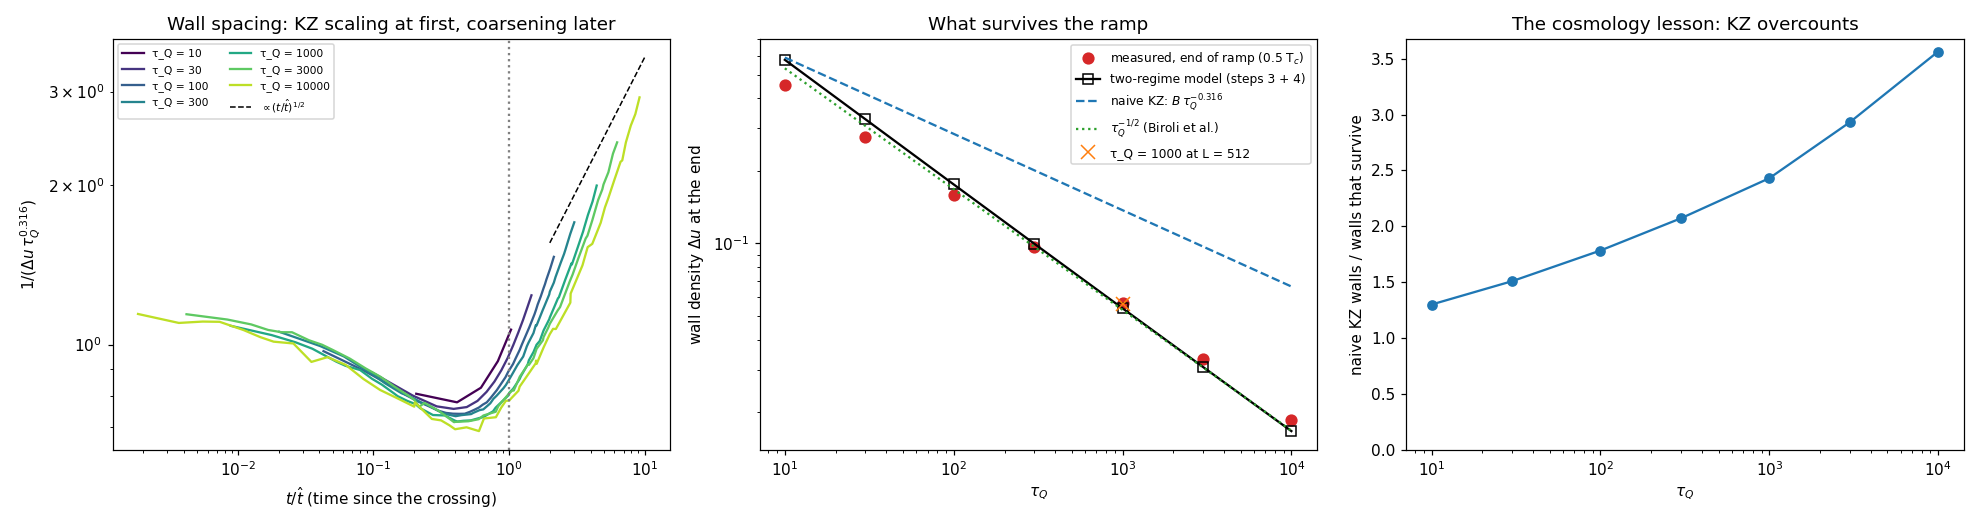 Wall spacing: KZ scaling at first, coarsening later
1/(Δu τ_Q^0.316)
3 × 10⁰
2 × 10⁰
10⁰
τ_Q = 10
τ_Q = 30
τ_Q = 100
τ_Q = 300
τ_Q = 1000
τ_Q = 3000
τ_Q = 10000
∝(t/t̂)^1/2
10⁻² 10⁻¹ 10⁰ 10¹
t/t̂ (time since the crossing)
What survives the ramp
wall density Δu at the end
10⁻¹
measured, end of ramp (0.5 T_c)
two-regime model (steps 3 + 4)
naive KZ: B τ_Q^−0.316
τ_Q^−1/2 (Biroli et al.)
τ_Q = 1000 at L = 512
10¹ 10² 10³ 10⁴
τ_Q
The cosmology lesson: KZ overcounts
naive KZ walls / walls that survive
3.5
3.0
2.5
2.0
1.5
1.0
0.5
0.0
10¹ 10² 10³ 10⁴
τ_Q